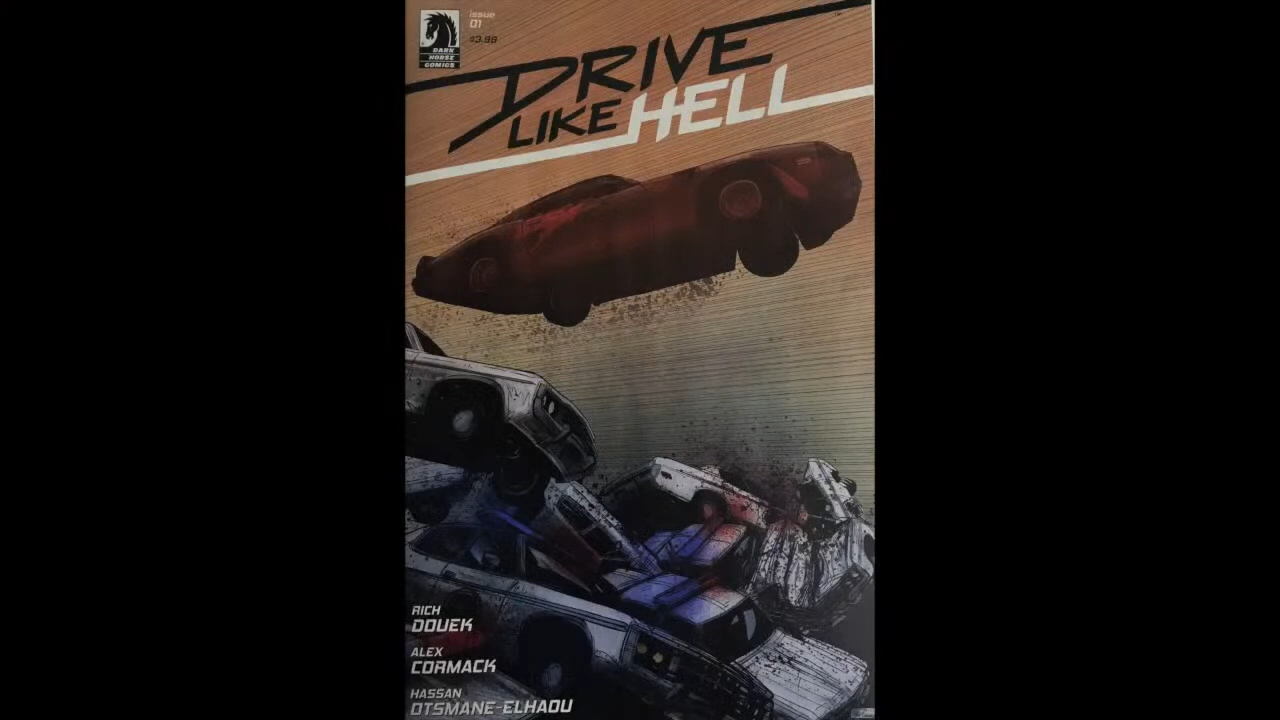 issue
01
$3.99
DARK
HORSE
COMICS
DRIVE
LIKE HELL
RICH
DOUEK
ALEX
CORMACK
HASSAN
OTSMANE-ELHAOU